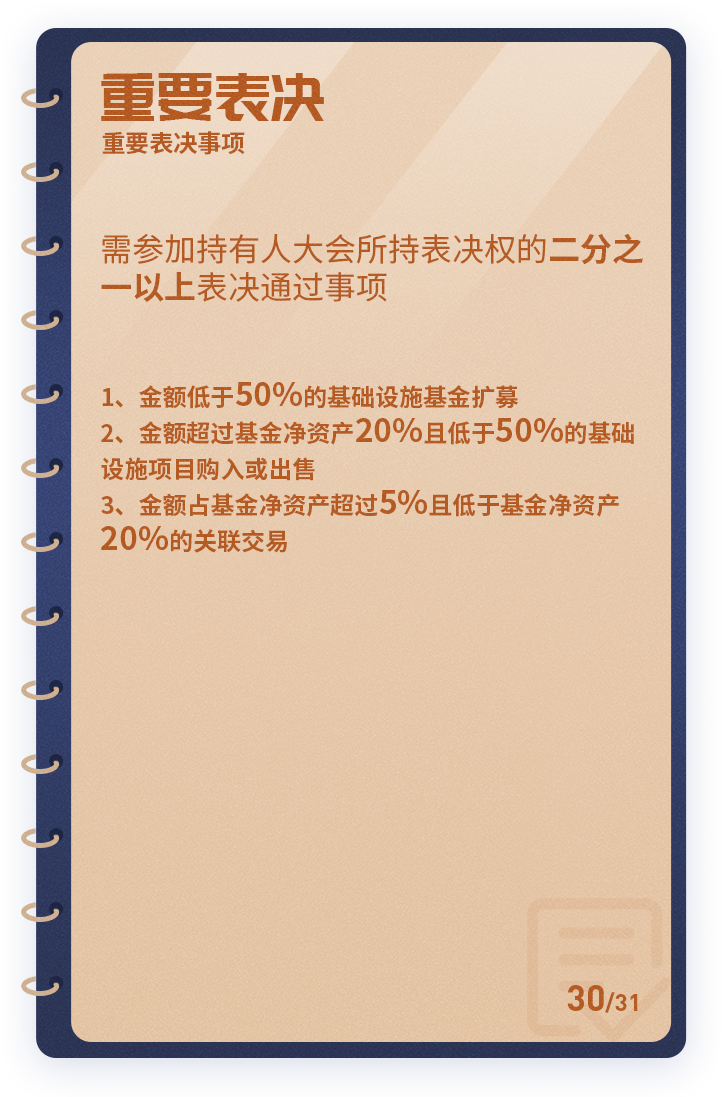 重要表决
重要表决事项
需参加持有人大会所持表决权的二分之
一以上表决通过事项
1、金额低于50%的基础设施基金扩募
2、金额超过基金净资产20%且低于50%的基础
设施项目购入或出售
3、金额占基金净资产超过5%且低于基金净资产
20%的关联交易
30/31